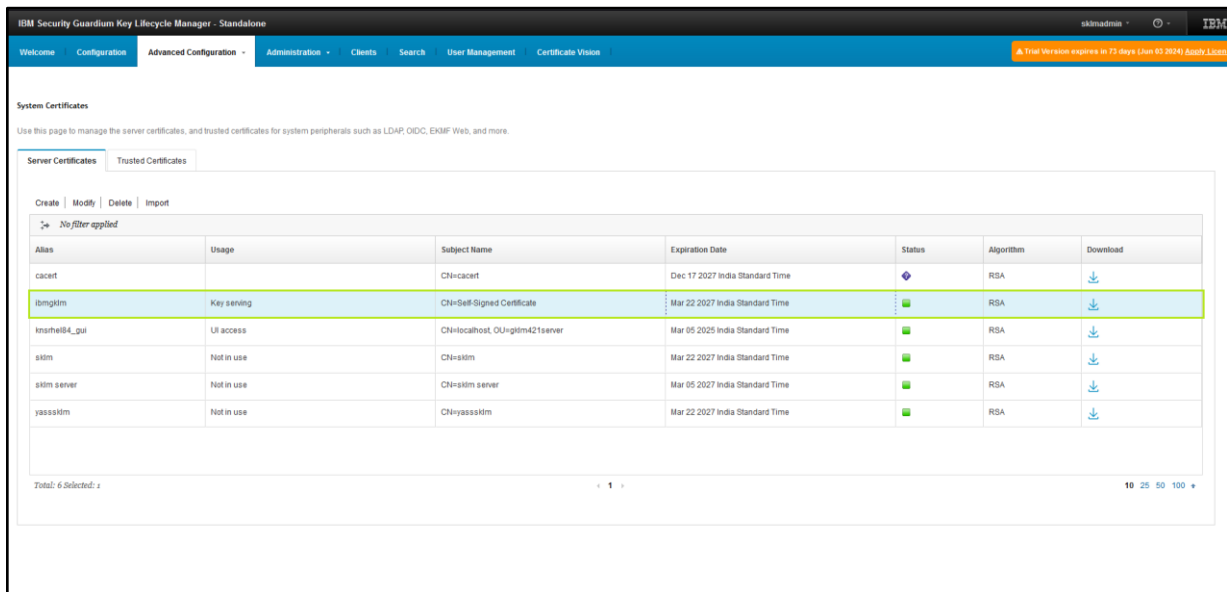 IBM Security Guardium Key Lifecycle Manager - Standalone sklmadmin IBM
Welcome Configuration Advanced Configuration Administration Clients Search User Management Certificate Vision Trial Version expires in 73 days (Jun 03 2024) Apply Licen
System Certificates
Use this page to manage the server certificates, and trusted certificates for system peripherals such as LDAP, OIDC, EKMF Web, and more.
Server Certificates Trusted Certificates
Create | Modify | Delete | Import
No filter applied
Alias Usage Subject Name Expiration Date Status Algorithm Download
cacert CN=cacert Dec 17 2027 India Standard Time RSA
ibmgklm Key serving CN=Self-Signed Certificate Mar 22 2027 India Standard Time RSA
knsrhel84_gui UI access CN=localhost, OU=gklm421server Mar 05 2025 India Standard Time RSA
sklm Not in use CN=sklm Mar 22 2027 India Standard Time RSA
sklm server Not in use CN=sklm server Mar 05 2027 India Standard Time RSA
yasssklm Not in use CN=yasssklm Mar 22 2027 India Standard Time RSA
Total: 6 Selected: 1 1 10 25 50 100